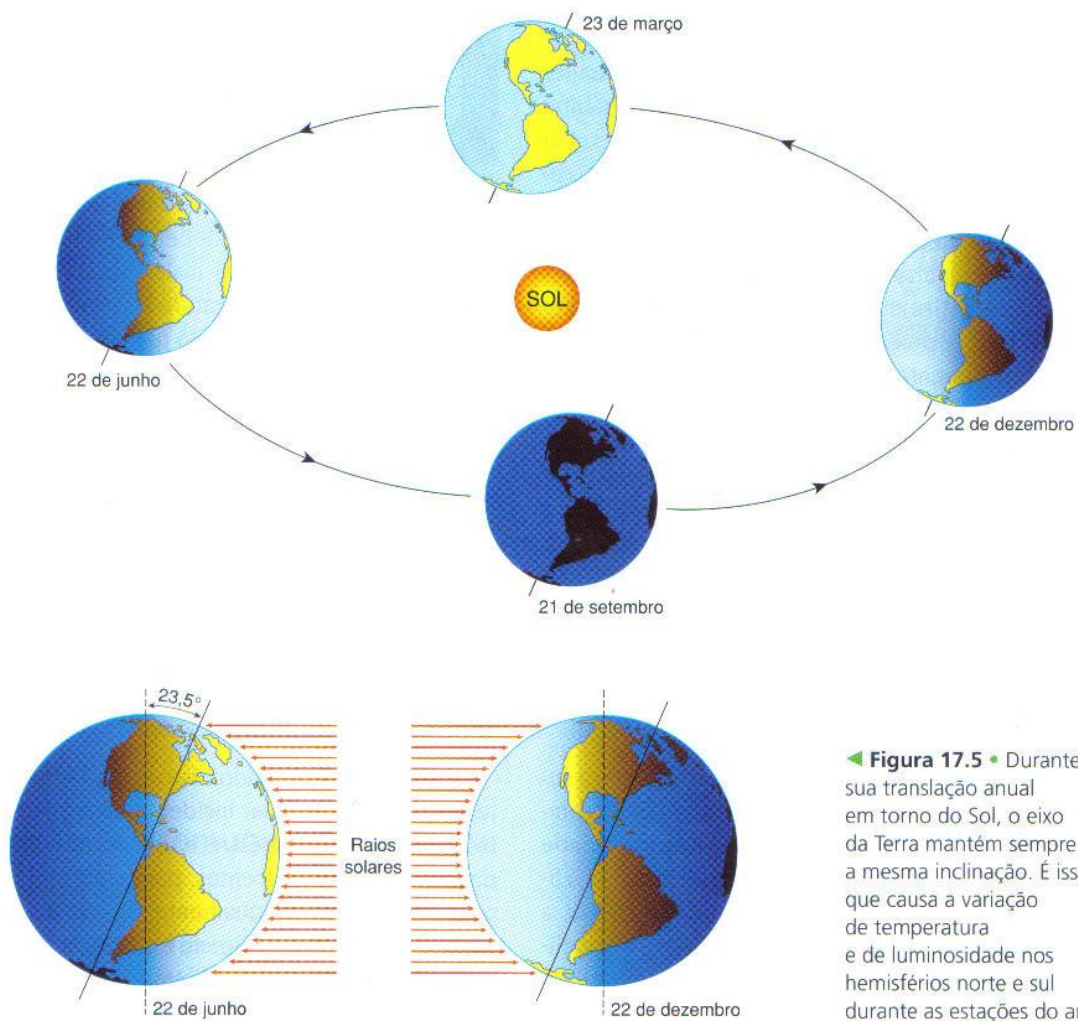 23 de março
SOL
22 de junho
22 de dezembro
21 de setembro
23,5°
Raios
solares
22 de junho
22 de dezembro
◄ Figura 17.5 • Durante
sua translação anual
em torno do Sol, o eixo
da Terra mantém sempre
a mesma inclinação. É iss
que causa a variação
de temperatura
e de luminosidade nos
hemisférios norte e sul
durante as estações do a